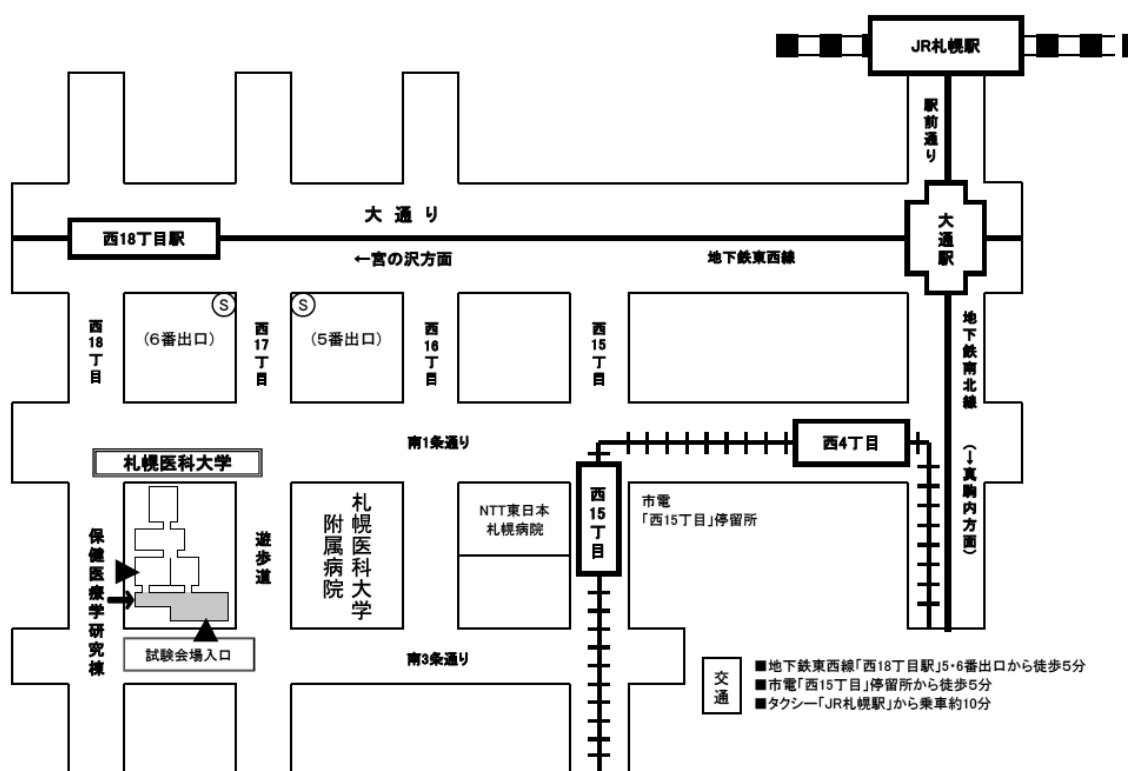 JR札幌駅
駅前通り
大通り
西18丁目駅
大通駅
←宮の沢方面
地下鉄東西線
S
S
西18丁目
(6番出口)
西17丁目
(5番出口)
西16丁目
西15丁目
地下鉄南北線
(→真駒内方面)
南1条通り
西4丁目
札幌医科大学
西15丁目
市電
「西15丁目」停留所
NTT東日本
札幌病院
札幌医科大学
附属病院
遊歩道
保健医療学研究棟
試験会場入口
南3条通り
交通
■地下鉄東西線「西18丁目駅」5・6番出口から徒歩5分
■市電「西15丁目」停留所から徒歩5分
■タクシー「JR札幌駅」から乗車約10分